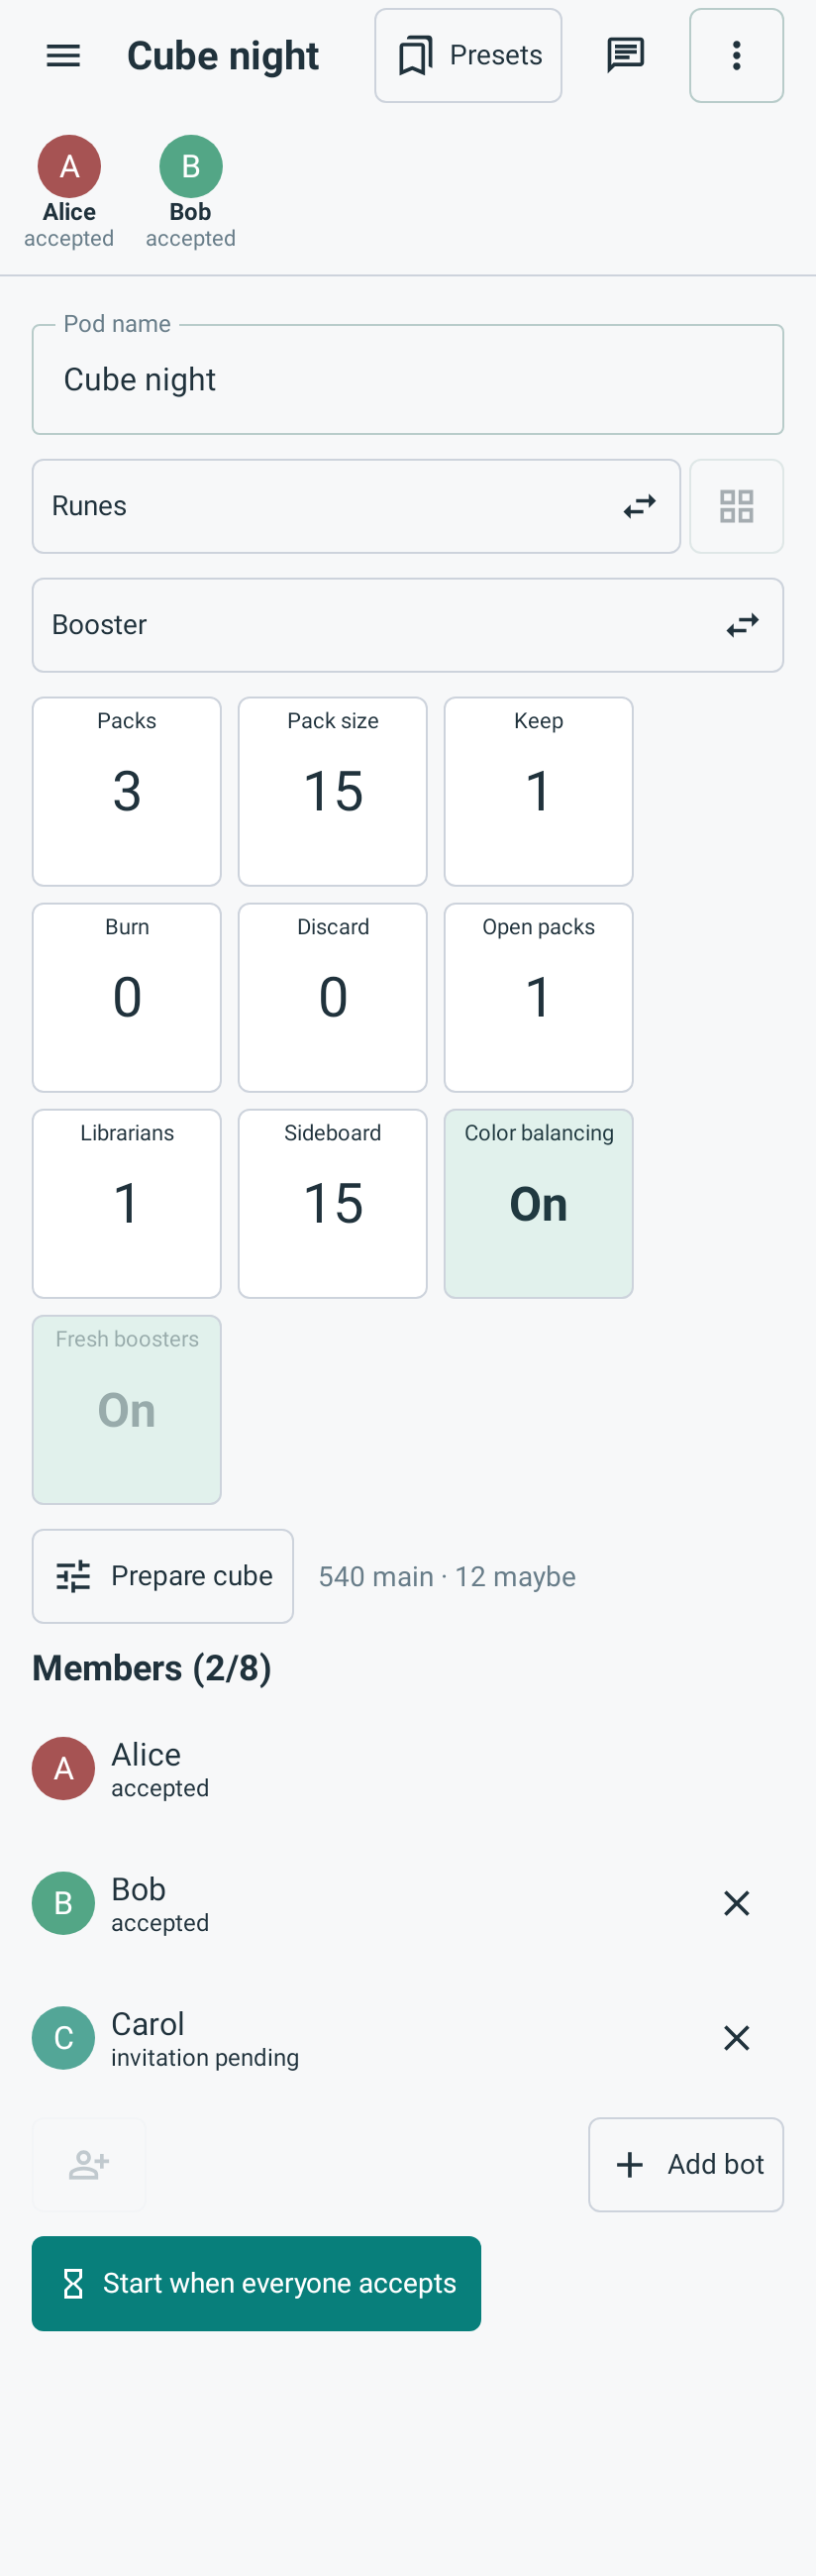 Cube night
Presets
A
B
Alice
Bob
accepted
accepted
Pod name
Cube night
Runes
Booster
Packs
Pack size
Keep
3
15
1
Burn
Discard
Open packs
0
0
1
Librarians
Sideboard
Color balancing
1
15
On
Fresh boosters
On
Prepare cube
540 main · 12 maybe
Members (2/8)
A
Alice
accepted
B
Bob
accepted
C
Carol
invitation pending
Add bot
Start when everyone accepts